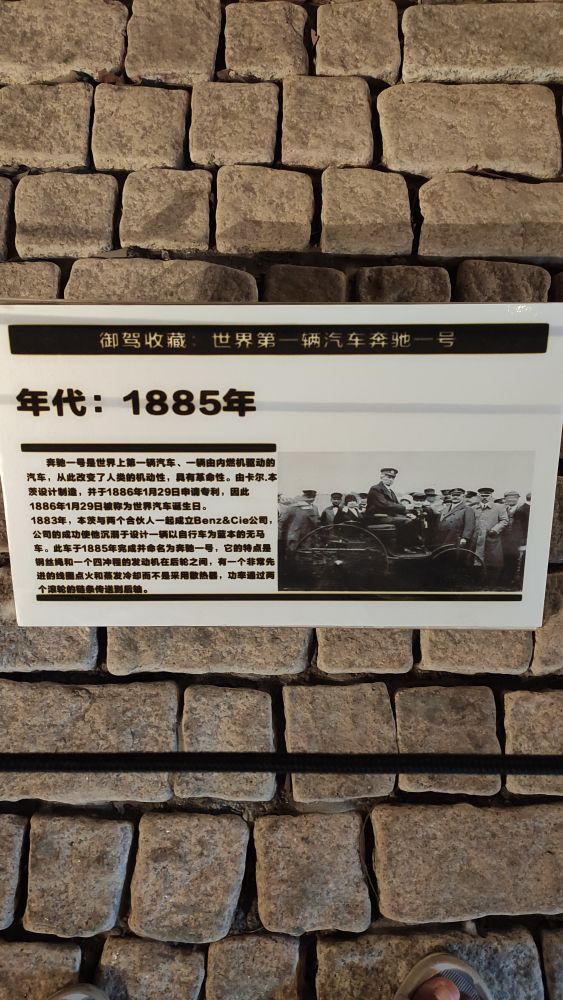 御驾收藏：世界第一辆汽车奔驰一号
年代：1885年
奔驰一号是世界上第一辆汽车、一辆由内燃机驱动的
汽车，从此改变了人类的机动性，具有革命性。由卡尔.本
茨设计制造，并于1886年1月29日申请专利，因此
1886年1月29日被称为世界汽车诞生日。
1883年，本茨与两个合伙人一起成立Benz&Cie公司，
公司的成功使他沉溺于设计一辆以自行车为蓝本的无马
车。此车于1885年完成并命名为奔驰一号，它的特点是
钢丝绳和一个四冲程的发动机在后轮之间，有一个非常先
进的线圈点火和蒸发冷却而不是采用散热器，功率通过两
个滚轮的链条传送到后轴。